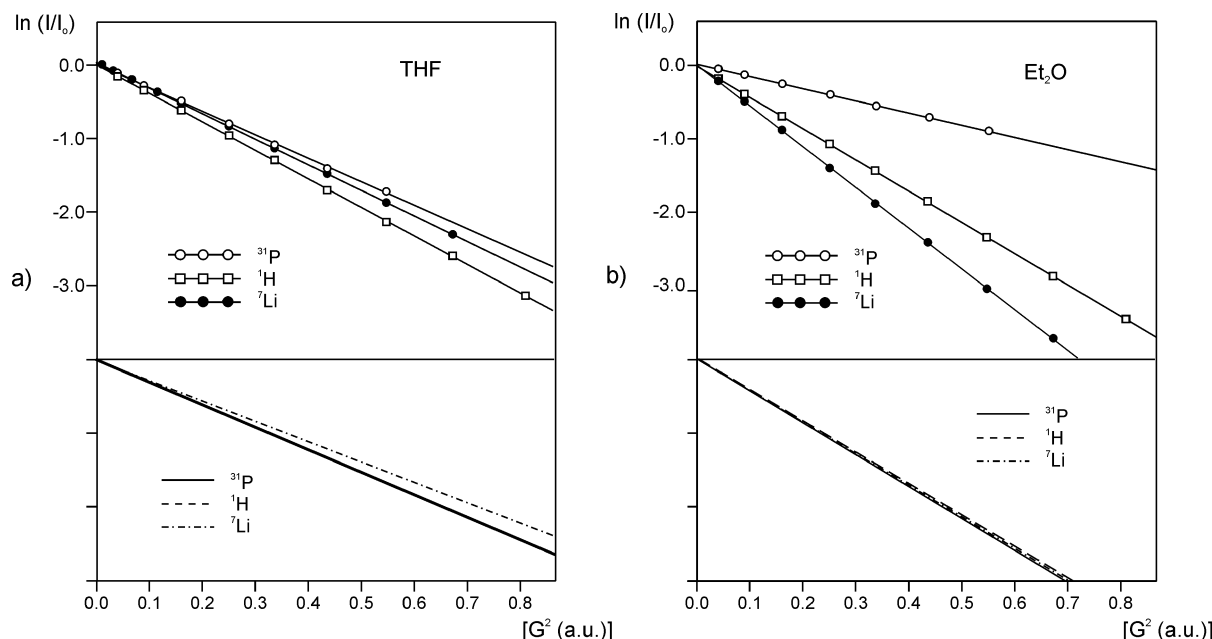 ln (I/Iₒ)
a)
THF
0.0
-1.0
-2.0
-3.0
³¹P
¹H
⁷Li
³¹P
¹H
⁷Li
0.0 0.1 0.2 0.3 0.4 0.5 0.6 0.7 0.8
[G² (a.u.)]
ln (I/Iₒ)
b)
Et₂O
0.0
-1.0
-2.0
-3.0
³¹P
¹H
⁷Li
³¹P
¹H
⁷Li
0.0 0.1 0.2 0.3 0.4 0.5 0.6 0.7 0.8
[G² (a.u.)]